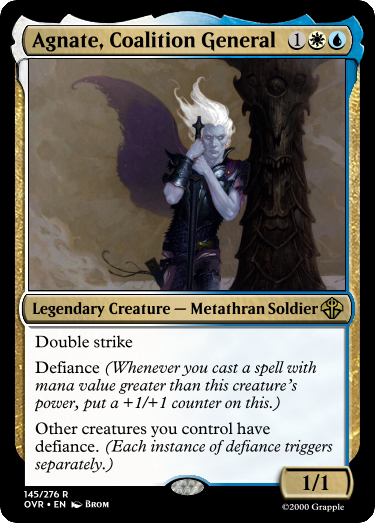 Agnate, Coalition General 1
Legendary Creature — Metathran Soldier
Double strike
Defiance (Whenever you cast a spell with
mana value greater than this creature's
power, put a +1/+1 counter on this.)
Other creatures you control have
defiance. (Each instance of defiance triggers
separately.)
1/1
145/276 R
OVR • EN BROM
©2000 Grapple